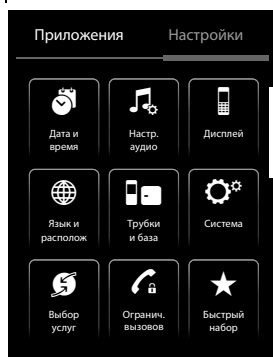 Приложения Настройки
Дата и Настр. Дисплей
время аудио
Язык и Трубки Система
располож и база
Выбор Огранич. Быстрый
услуг вызовов набор